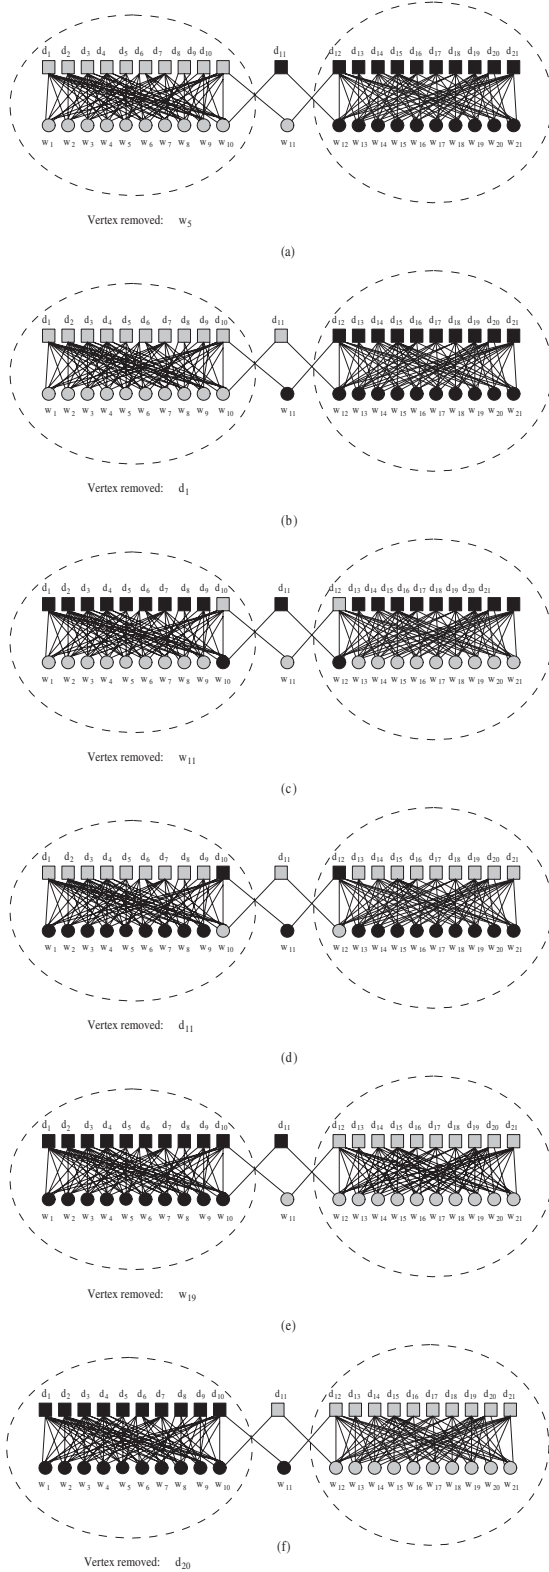 d1 d2 d3 d4 d5 d6 d7 d8 d9 d10 d11 d12 d13 d14 d15 d16 d17 d18 d19 d20 d21
w1 w2 w3 w4 w5 w6 w7 w8 w9 w10 w11 w12 w13 w14 w15 w16 w17 w18 w19 w20 w21
Vertex removed: w5
(a)
d1 d2 d3 d4 d5 d6 d7 d8 d9 d10 d11 d12 d13 d14 d15 d16 d17 d18 d19 d20 d21
w1 w2 w3 w4 w5 w6 w7 w8 w9 w10 w11 w12 w13 w14 w15 w16 w17 w18 w19 w20 w21
Vertex removed: d1
(b)
d1 d2 d3 d4 d5 d6 d7 d8 d9 d10 d11 d12 d13 d14 d15 d16 d17 d18 d19 d20 d21
w1 w2 w3 w4 w5 w6 w7 w8 w9 w10 w11 w12 w13 w14 w15 w16 w17 w18 w19 w20 w21
Vertex removed: w11
(c)
d1 d2 d3 d4 d5 d6 d7 d8 d9 d10 d11 d12 d13 d14 d15 d16 d17 d18 d19 d20 d21
w1 w2 w3 w4 w5 w6 w7 w8 w9 w10 w11 w12 w13 w14 w15 w16 w17 w18 w19 w20 w21
Vertex removed: d11
(d)
d1 d2 d3 d4 d5 d6 d7 d8 d9 d10 d11 d12 d13 d14 d15 d16 d17 d18 d19 d20 d21
w1 w2 w3 w4 w5 w6 w7 w8 w9 w10 w11 w12 w13 w14 w15 w16 w17 w18 w19 w20 w21
Vertex removed: w19
(e)
d1 d2 d3 d4 d5 d6 d7 d8 d9 d10 d11 d12 d13 d14 d15 d16 d17 d18 d19 d20 d21
w1 w2 w3 w4 w5 w6 w7 w8 w9 w10 w11 w12 w13 w14 w15 w16 w17 w18 w19 w20 w21
(f)
Vertex removed: d20